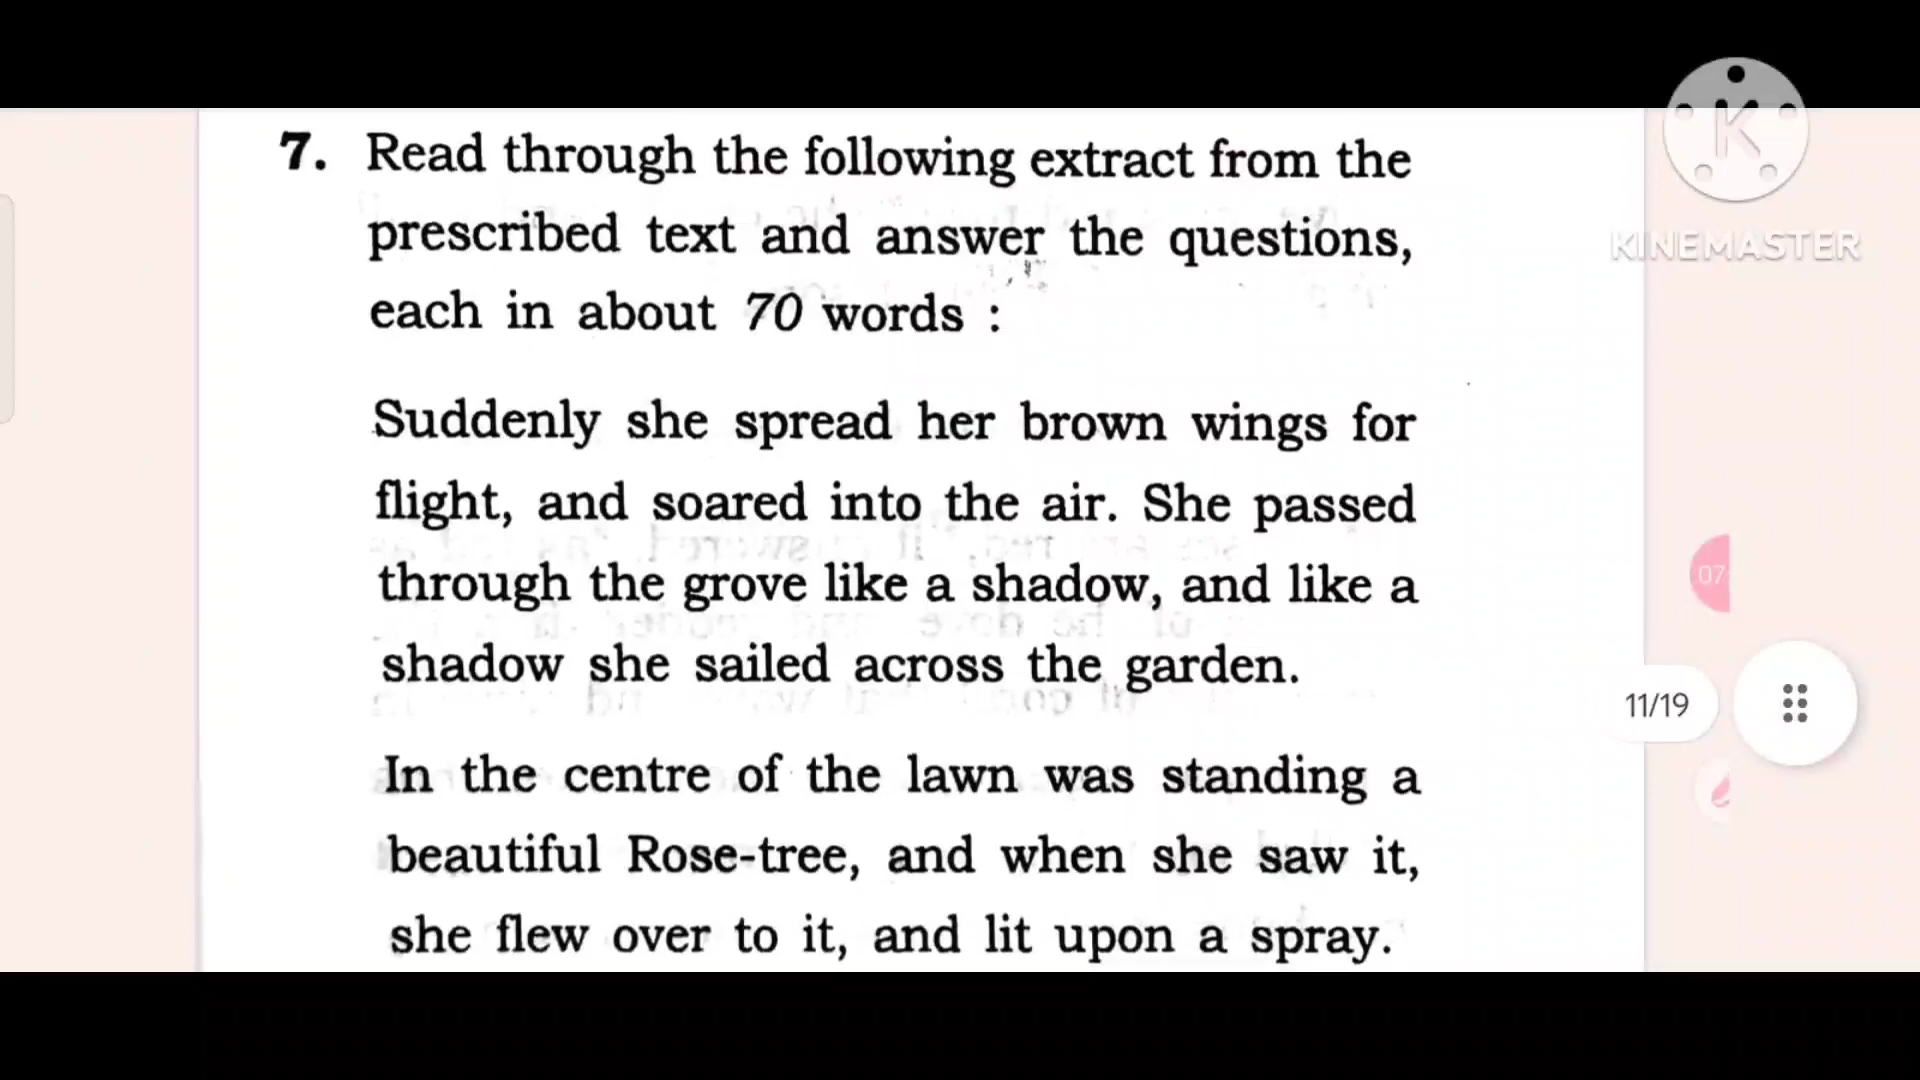 KINEMASTER
7. Read through the following extract from the
prescribed text and answer the questions,
each in about 70 words :
Suddenly she spread her brown wings for
flight, and soared into the air. She passed
through the grove like a shadow, and like a
shadow she sailed across the garden.
In the centre of the lawn was standing a
beautiful Rose-tree, and when she saw it,
she flew over to it, and lit upon a spray.
07
11/19